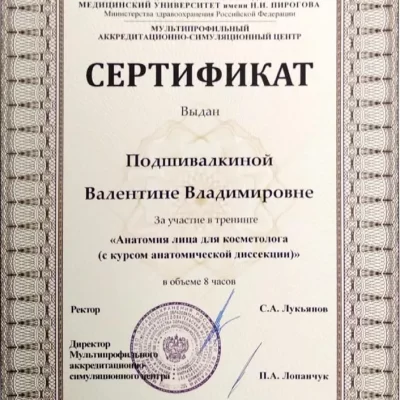 МЕДИЦИНСКИЙ УНИВЕРСИТЕТ имени Н.И. ПИРОГОВА
Министерства здравоохранения Российской Федерации
МУЛЬТИПРОФИЛЬНЫЙ
АККРЕДИТАЦИОННО-СИМУЛЯЦИОННЫЙ ЦЕНТР
СЕРТИФИКАТ
Выдан
Подшивалкиной
Валентине Владимировне
За участие в тренинге
«Анатомия лица для косметолога
(с курсом анатомической диссекции)»
в объеме 8 часов
Ректор С.А. Лукьянов
Директор
Мультипрофильного
аккредитационно-
симуляционного центра : П.А. Лопанчук